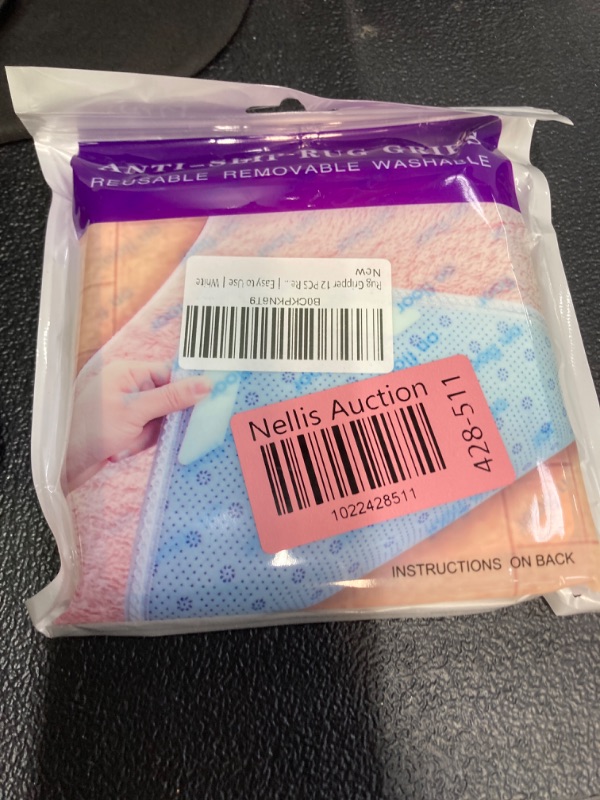 ANTI-SLIP RUG GRIPS
REUSABLE REMOVABLE WASHABLE
B0CKPKN6T9
Rug Gripper 12 PCS Re... | Easy to Use | White
New
Nellis Auction
1022428511
428-511
INSTRUCTIONS ON BACK